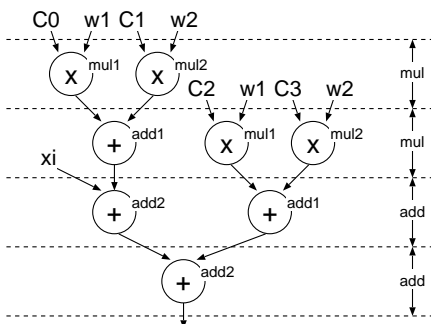 C0 w1 C1 w2
x mul1 x mul2 mul
C2 w1 C3 w2
+ add1 x mul1 x mul2 mul
xi
+ add2 + add1 add
+ add2 add